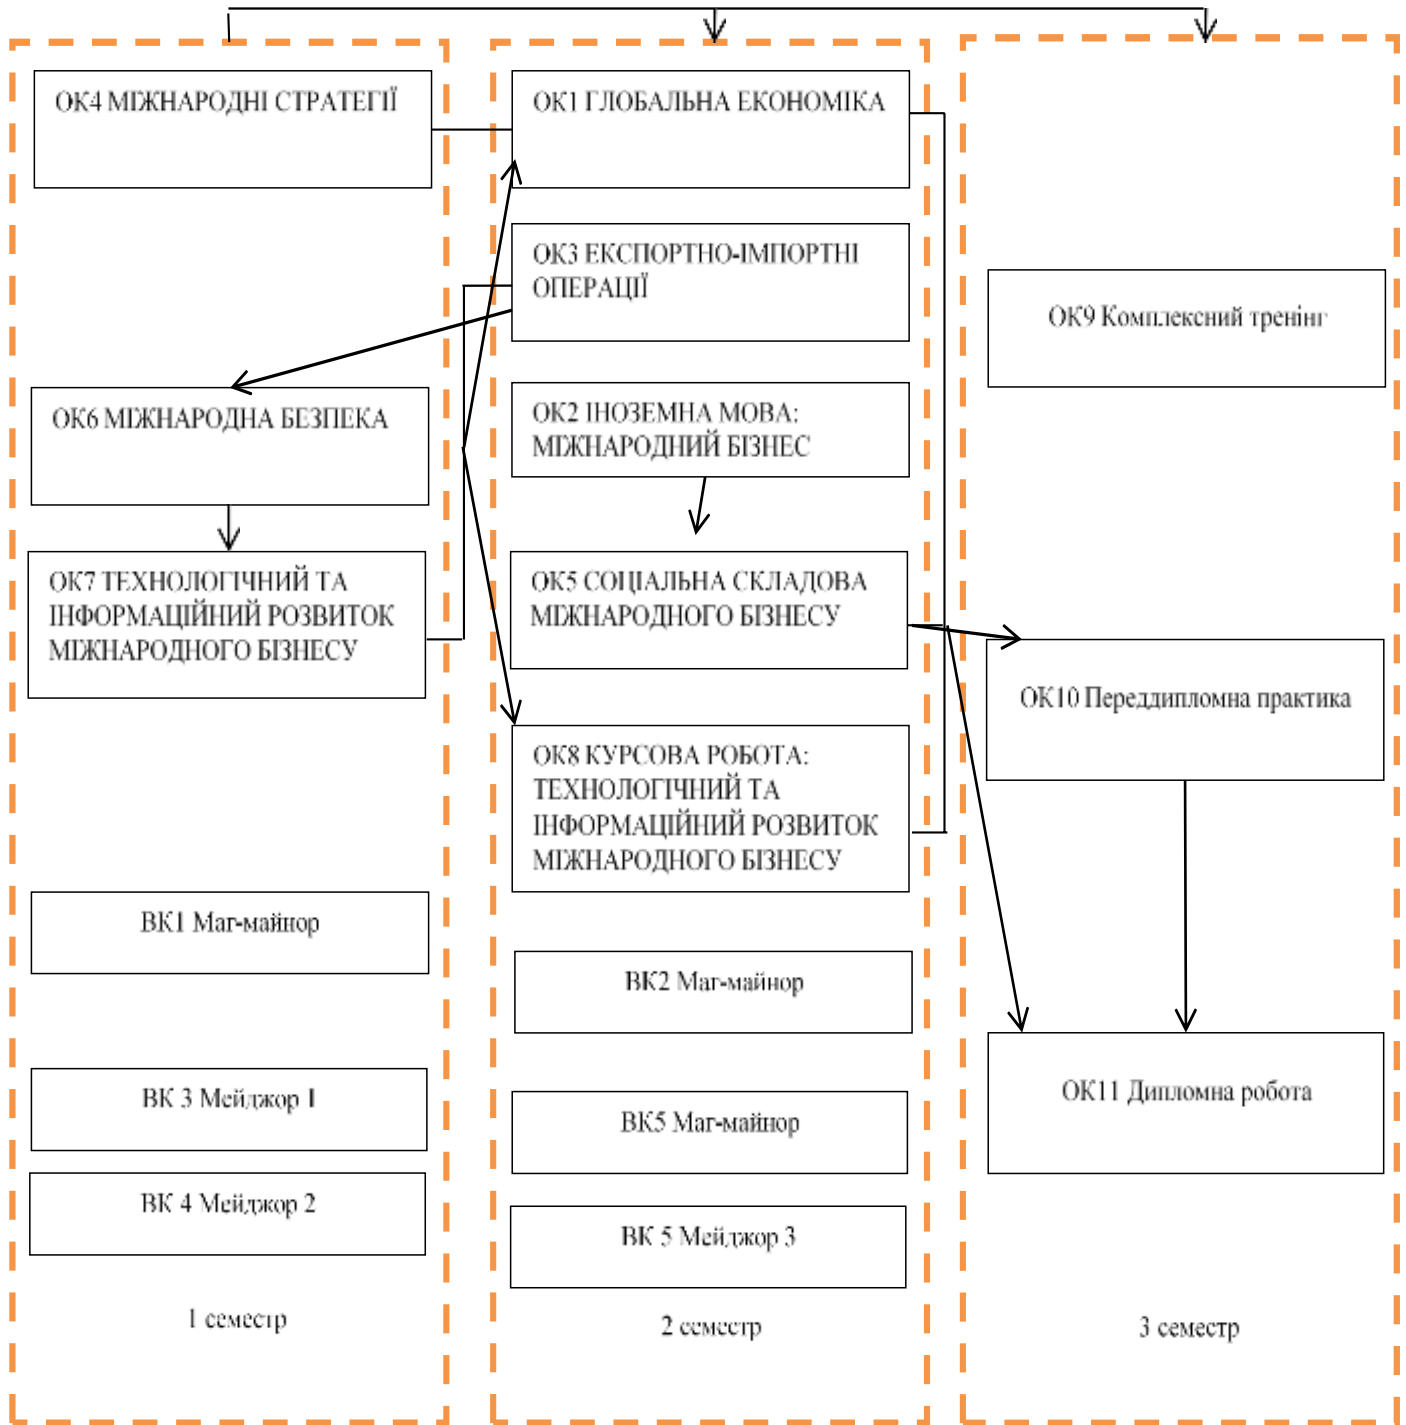 ОК4 МІЖНАРОДНІ СТРАТЕГІЇ
ОК6 МІЖНАРОДНА БЕЗПЕКА
ОК7 ТЕХНОЛОГІЧНИЙ ТА
ІНФОРМАЦІЙНИЙ РОЗВИТОК
МІЖНАРОДНОГО БІЗНЕСУ
ВК1 Маг-майнор
ВК 3 Мейджор 1
ВК 4 Мейджор 2
1 семестр
ОК1 ГЛОБАЛЬНА ЕКОНОМІКА
ОК3 ЕКСПОРТНО-ІМПОРТНІ
ОПЕРАЦІЇ
ОК2 ІНОЗЕМНА МОВА:
МІЖНАРОДНИЙ БІЗНЕС
ОК5 СОЦІАЛЬНА СКЛАДОВА
МІЖНАРОДНОГО БІЗНЕСУ
ОК8 КУРСОВА РОБОТА:
ТЕХНОЛОГІЧНИЙ ТА
ІНФОРМАЦІЙНИЙ РОЗВИТОК
МІЖНАРОДНОГО БІЗНЕСУ
ВК2 Маг-майнор
ВК5 Маг-майнор
ВК 5 Мейджор 3
2 семестр
ОК9 Комплексний тренінг
ОК10 Переддипломна практика
ОК11 Дипломна робота
3 семестр